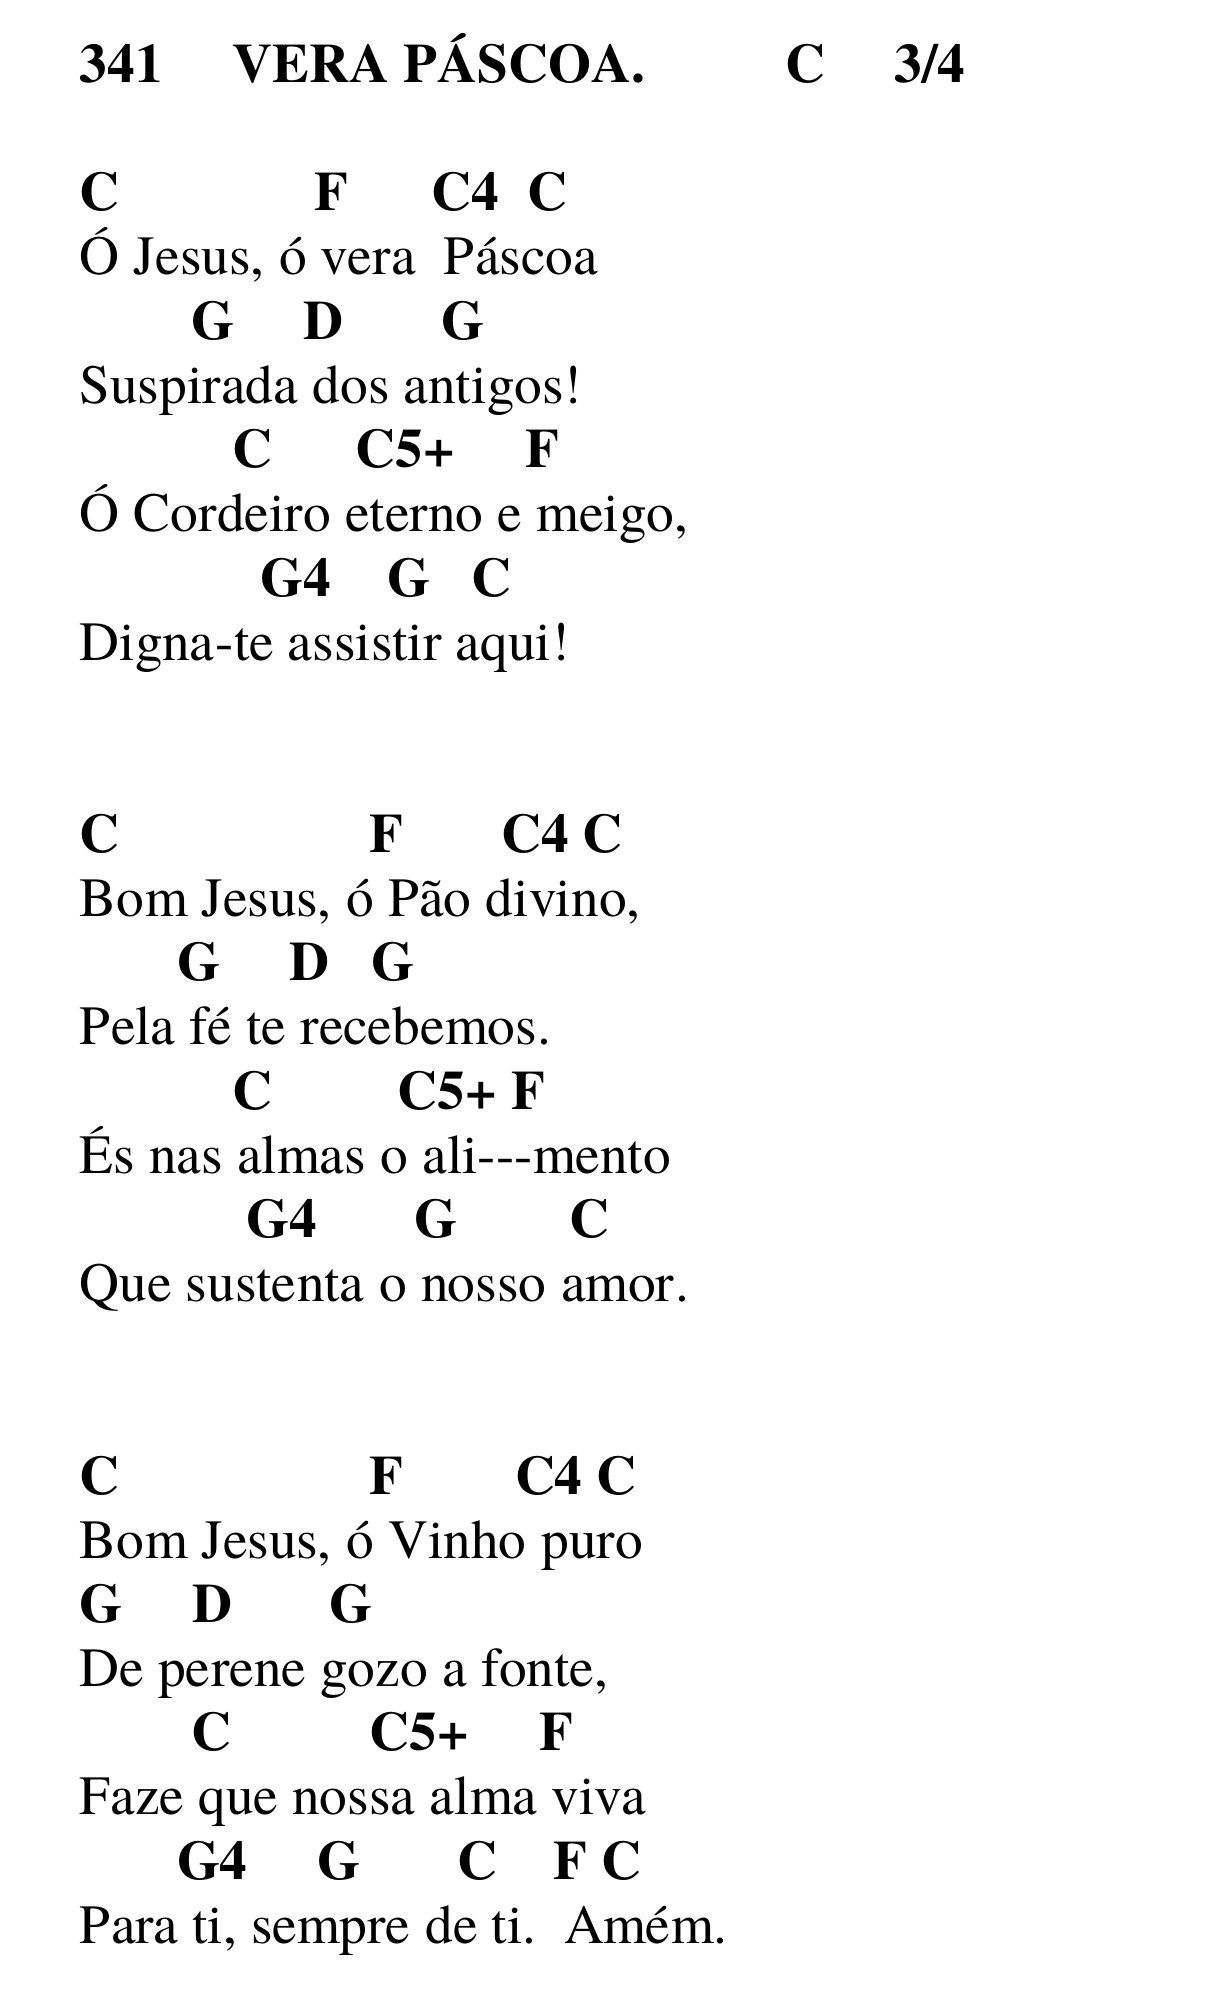 341 VERA PÁSCOA. C 3/4
C F C4 C
Ó Jesus, ó vera Páscoa
G D G
Suspirada dos antigos!
C C5+ F
Ó Cordeiro eterno e meigo,
G4 G C
Digna-te assistir aqui!
C F C4 C
Bom Jesus, ó Pão divino,
G D G
Pela fé te recebemos.
C C5+ F
És nas almas o ali---mento
G4 G C
Que sustenta o nosso amor.
C F C4 C
Bom Jesus, ó Vinho puro
G D G
De perene gozo a fonte,
C C5+ F
Faze que nossa alma viva
G4 G C F C
Para ti, sempre de ti. Amém.